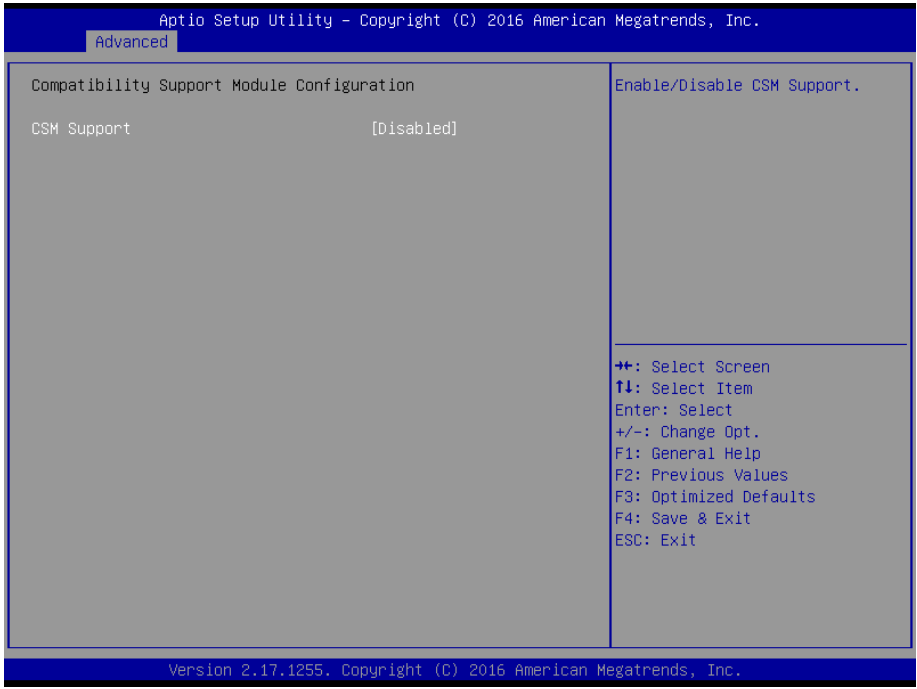 Aptio Setup Utility – Copyright (C) 2016 American Megatrends, Inc.
Advanced
Compatibility Support Module Configuration
CSM Support [Disabled]
Enable/Disable CSM Support.
→←: Select Screen
↑↓: Select Item
Enter: Select
+/-: Change Opt.
F1: General Help
F2: Previous Values
F3: Optimized Defaults
F4: Save & Exit
ESC: Exit
Version 2.17.1255. Copyright (C) 2016 American Megatrends, Inc.